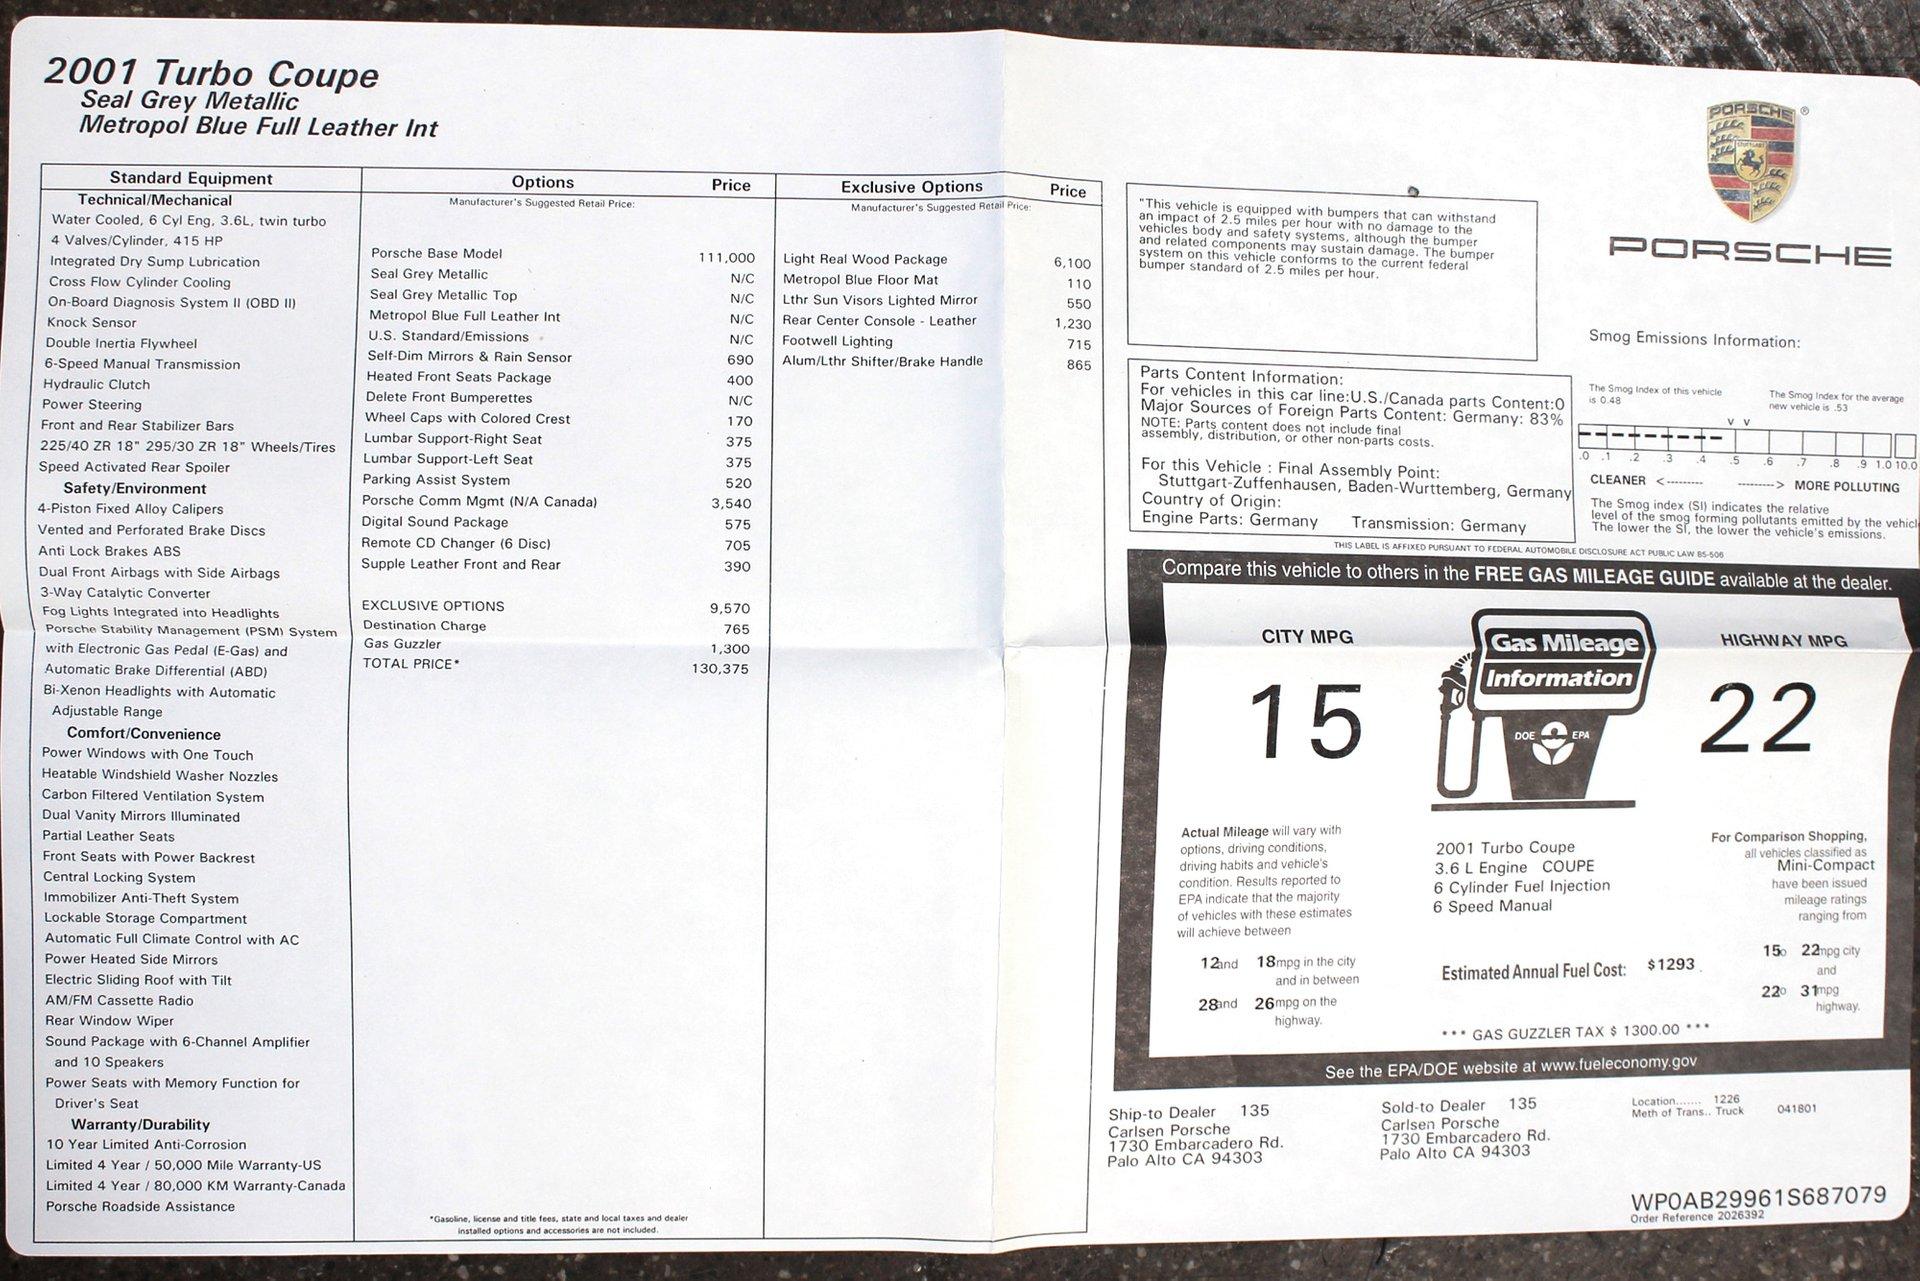 2001 Turbo Coupe
Seal Grey Metallic
Metropol Blue Full Leather Int
Standard Equipment
Technical/Mechanical
Water Cooled, 6 Cyl Eng, 3.6L, twin turbo
4 Valves/Cylinder, 415 HP
Integrated Dry Sump Lubrication
Cross Flow Cylinder Cooling
On-Board Diagnosis System II (OBD II)
Knock Sensor
Double Inertia Flywheel
6-Speed Manual Transmission
Hydraulic Clutch
Power Steering
Front and Rear Stabilizer Bars
225/40 ZR 18" 295/30 ZR 18" Wheels/Tires
Speed Activated Rear Spoiler
Safety/Environment
4-Piston Fixed Alloy Calipers
Vented and Perforated Brake Discs
Anti Lock Brakes ABS
Dual Front Airbags with Side Airbags
3-Way Catalytic Converter
Fog Lights Integrated into Headlights
Porsche Stability Management (PSM) System
with Electronic Gas Pedal (E-Gas) and
Automatic Brake Differential (ABD)
Bi-Xenon Headlights with Automatic
Adjustable Range
Comfort/Convenience
Power Windows with One Touch
Heatable Windshield Washer Nozzles
Carbon Filtered Ventilation System
Dual Vanity Mirrors Illuminated
Partial Leather Seats
Front Seats with Power Backrest
Central Locking System
Immobilizer Anti-Theft System
Lockable Storage Compartment
Automatic Full Climate Control with AC
Power Heated Side Mirrors
Electric Sliding Roof with Tilt
AM/FM Cassette Radio
Rear Window Wiper
Sound Package with 6-Channel Amplifier
and 10 Speakers
Power Seats with Memory Function for
Driver's Seat
Warranty/Durability
10 Year Limited Anti-Corrosion
Limited 4 Year / 50,000 Mile Warranty-US
Limited 4 Year / 80,000 KM Warranty-Canada
Porsche Roadside Assistance
Options Price
Manufacturer's Suggested Retail Price:
Porsche Base Model 111,000
Seal Grey Metallic N/C
Seal Grey Metallic Top N/C
Metropol Blue Full Leather Int N/C
U.S. Standard/Emissions N/C
Self-Dim Mirrors & Rain Sensor 690
Heated Front Seats Package 400
Delete Front Bumperettes N/C
Wheel Caps with Colored Crest 170
Lumbar Support-Right Seat 375
Lumbar Support-Left Seat 375
Parking Assist System 520
Porsche Comm Mgmt (N/A Canada) 3,540
Digital Sound Package 575
Remote CD Changer (6 Disc) 705
Supple Leather Front and Rear 390
EXCLUSIVE OPTIONS 9,570
Destination Charge 765
Gas Guzzler 1,300
TOTAL PRICE* 130,375
*Gasoline, license and title fees, state and local taxes and dealer
installed options and accessories are not included.
Exclusive Options Price
Manufacturer's Suggested Retail Price:
Light Real Wood Package 6,100
Metropol Blue Floor Mat 110
Lthr Sun Visors Lighted Mirror 550
Rear Center Console - Leather 1,230
Footwell Lighting 715
Alum/Lthr Shifter/Brake Handle 865
"This vehicle is equipped with bumpers that can withstand
an impact of 2.5 miles per hour with no damage to the
vehicles body and safety systems, although the bumper
and related components may sustain damage. The bumper
system on this vehicle conforms to the current federal
bumper standard of 2.5 miles per hour.
PORSCHE ®
STUTTGART
PORSCHE
Parts Content Information:
For vehicles in this car line:U.S./Canada parts Content:0
Major Sources of Foreign Parts Content: Germany: 83%
NOTE: Parts content does not include final
assembly, distribution, or other non-parts costs.
For this Vehicle : Final Assembly Point:
Stuttgart-Zuffenhausen, Baden-Wurttemberg, Germany
Country of Origin:
Engine Parts: Germany Transmission: Germany
Smog Emissions Information:
The Smog Index of this vehicle
is 0.48
The Smog Index for the average
new vehicle is .53
v v
.0 .1 .2 .3 .4 .5 .6 .7 .8 .9 1.0 10.0
CLEANER <--------- ---------> MORE POLLUTING
The Smog index (SI) indicates the relative
level of the smog forming pollutants emitted by the vehicl
The lower the SI, the lower the vehicle's emissions.
THIS LABEL IS AFFIXED PURSUANT TO FEDERAL AUTOMOBILE DISCLOSURE ACT PUBLIC LAW 85-506
Compare this vehicle to others in the FREE GAS MILEAGE GUIDE available at the dealer.
CITY MPG
15
Gas Mileage
Information
DOE EPA
HIGHWAY MPG
22
Actual Mileage will vary with
options, driving conditions,
driving habits and vehicle's
condition. Results reported to
EPA indicate that the majority
of vehicles with these estimates
will achieve between
12and 18mpg in the city
and in between
28and 26mpg on the
highway.
2001 Turbo Coupe
3.6 L Engine COUPE
6 Cylinder Fuel Injection
6 Speed Manual
Estimated Annual Fuel Cost: $1293
*** GAS GUZZLER TAX $ 1300.00 ***
For Comparison Shopping,
all vehicles classified as
Mini-Compact
have been issued
mileage ratings
ranging from
15o 22mpg city
and
22o 31mpg
highway.
See the EPA/DOE website at www.fueleconomy.gov
Ship-to Dealer 135
Carlsen Porsche
1730 Embarcadero Rd.
Palo Alto CA 94303
Sold-to Dealer 135
Carlsen Porsche
1730 Embarcadero Rd.
Palo Alto CA 94303
Location....... 1226
Meth of Trans.. Truck 041801
WP0AB29961S687079
Order Reference 2026392